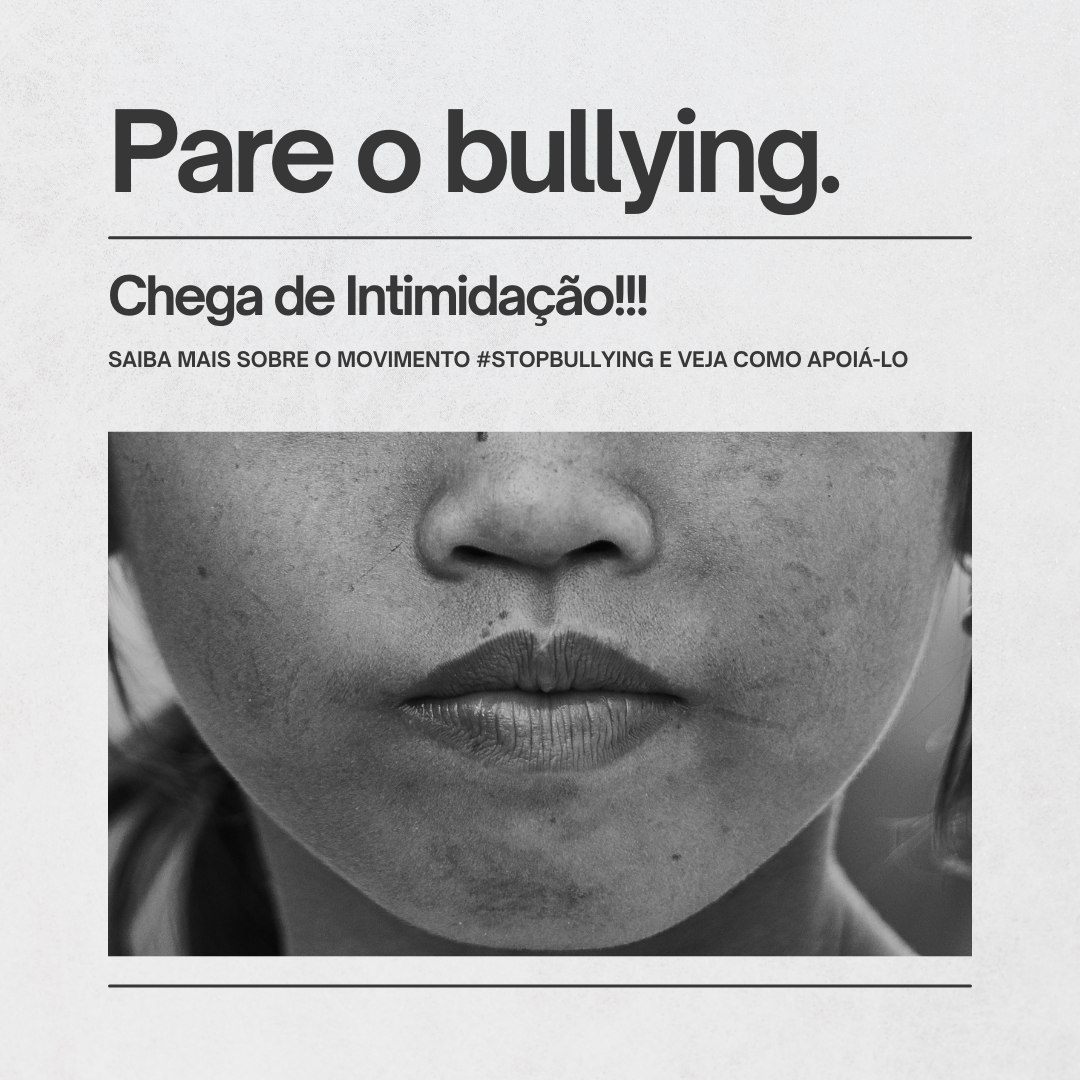 Pare o bullying.
Chega de Intimidação!!!
SAIBA MAIS SOBRE O MOVIMENTO #STOPBULLYING E VEJA COMO APOIÁ-LO